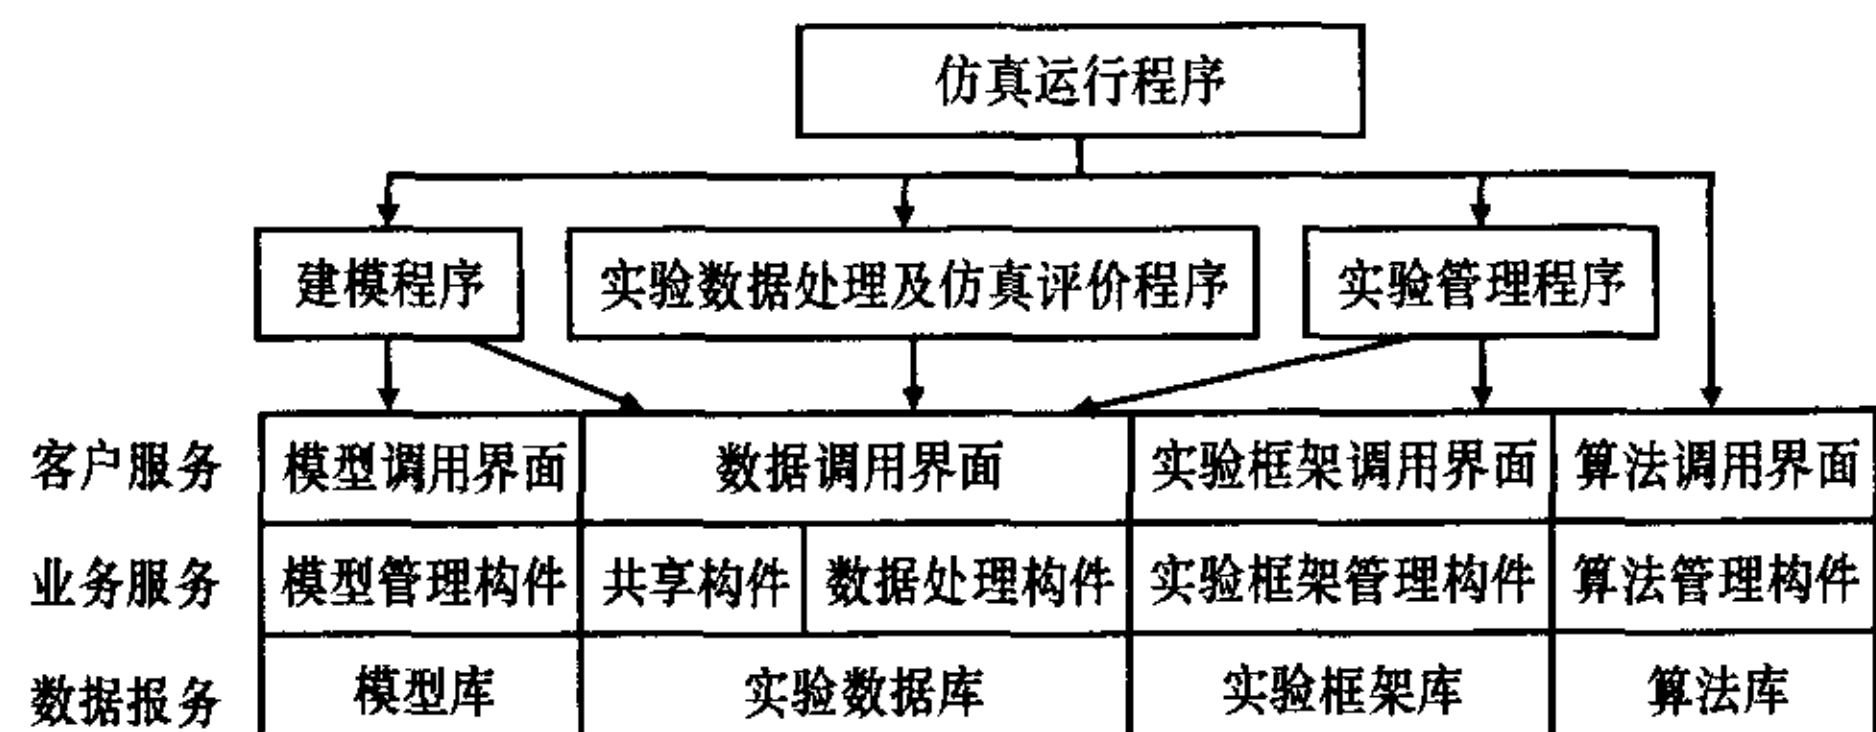 仿真运行程序
建模程序 实验数据处理及仿真评价程序 实验管理程序
客户服务 模型调用界面 数据调用界面 实验框架调用界面 算法调用界面
业务服务 模型管理构件 共享构件 数据处理构件 实验框架管理构件 算法管理构件
数据报务 模型库 实验数据库 实验框架库 算法库